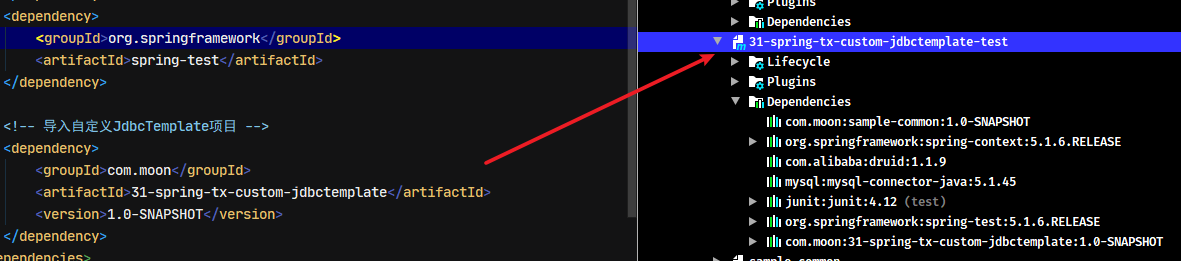 <dependency>
<groupId>org.springframework</groupId>
<artifactId>spring-test</artifactId>
</dependency>
<!-- 导入自定义JdbcTemplate项目 -->
<dependency>
<groupId>com.moon</groupId>
<artifactId>31-spring-tx-custom-jdbctemplate</artifactId>
<version>1.0-SNAPSHOT</version>
</dependency>
ependencies>
Plugins
Dependencies
31-spring-tx-custom-jdbctemplate-test
Lifecycle
Plugins
Dependencies
com.moon:sample-common:1.0-SNAPSHOT
org.springframework:spring-context:5.1.6.RELEASE
com.alibaba:druid:1.1.9
mysql:mysql-connector-java:5.1.45
junit:junit:4.12 (test)
org.springframework:spring-test:5.1.6.RELEASE
com.moon:31-spring-tx-custom-jdbctemplate:1.0-SNAPSHOT
sample-common